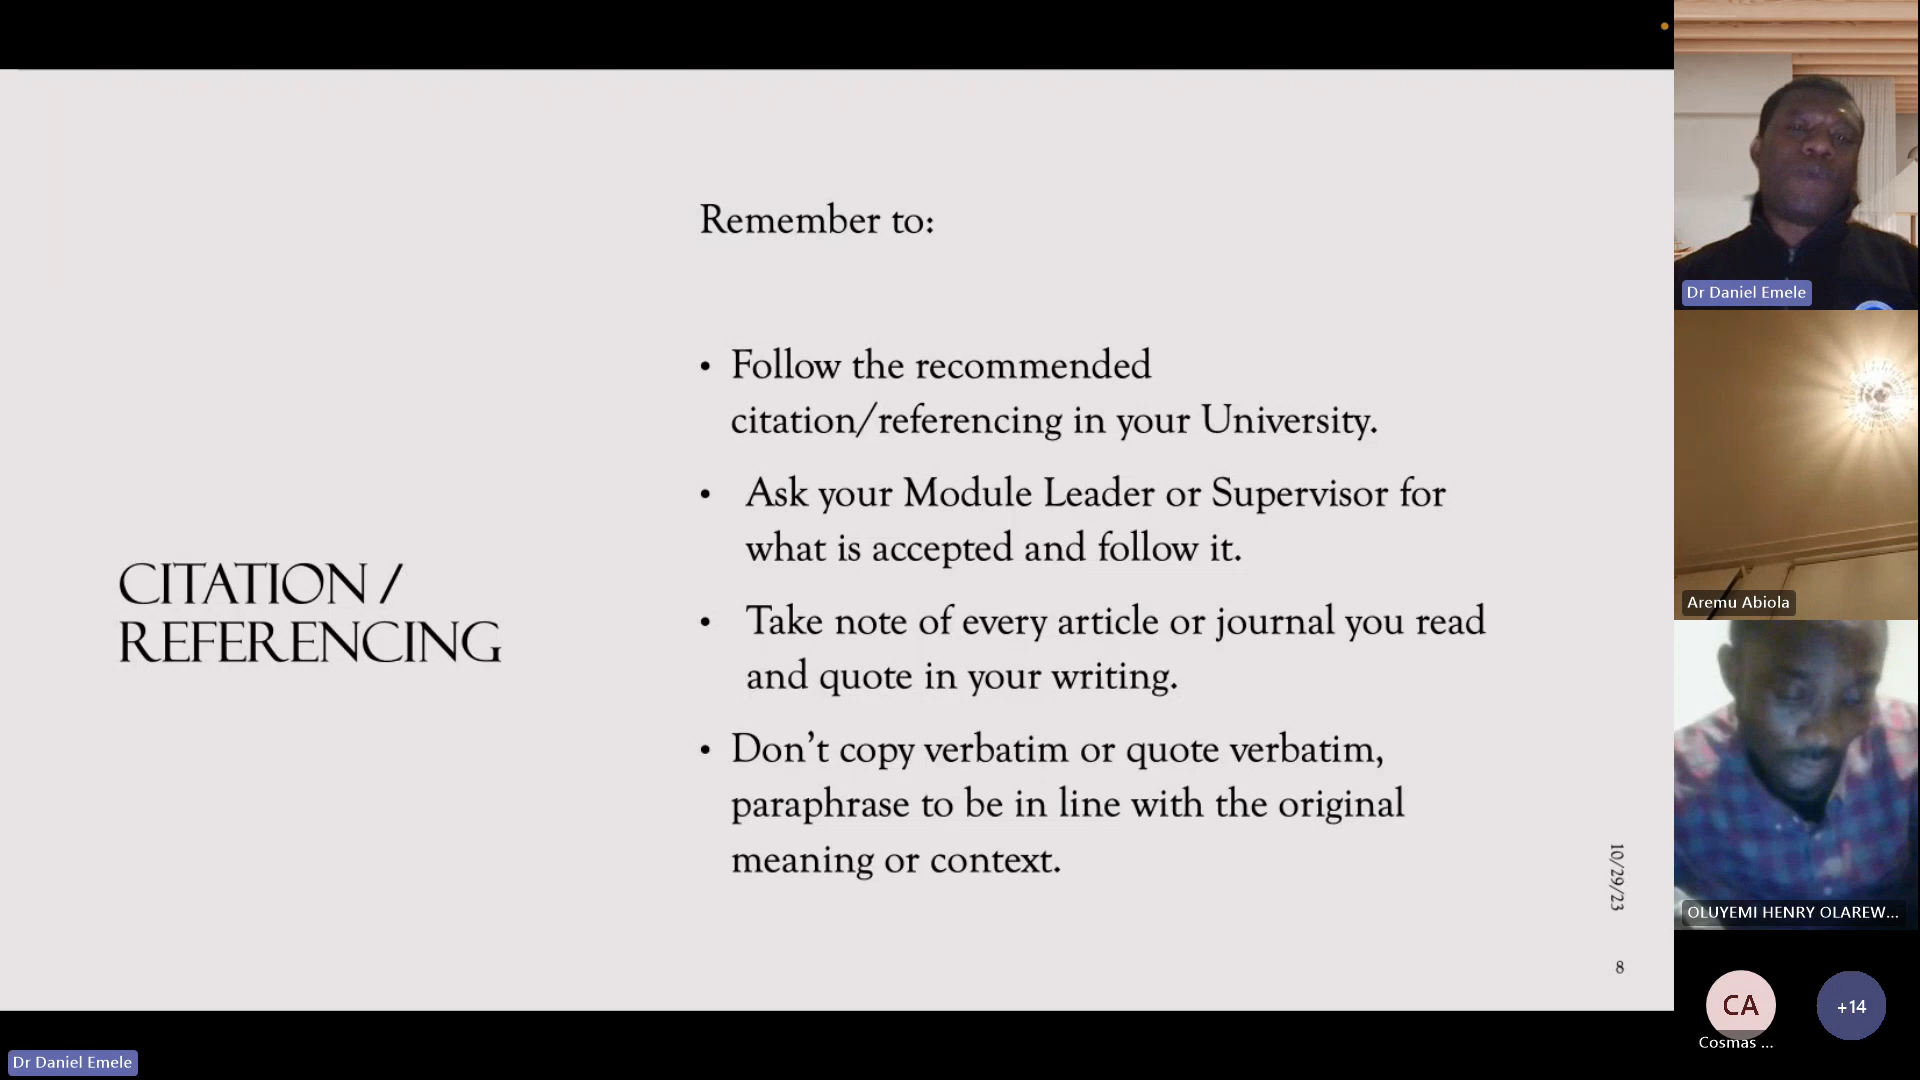 Remember to:
• Follow the recommended
citation/referencing in your University.
• Ask your Module Leader or Supervisor for
what is accepted and follow it.
• Take note of every article or journal you read
and quote in your writing.
• Don’t copy verbatim or quote verbatim,
paraphrase to be in line with the original
meaning or context.
CITATION /
REFERENCING
10/29/23
8
Dr Daniel Emele
Aremu Abiola
OLUYEMI HENRY OLAREW...
CA
Cosmas ...
+14
Dr Daniel Emele